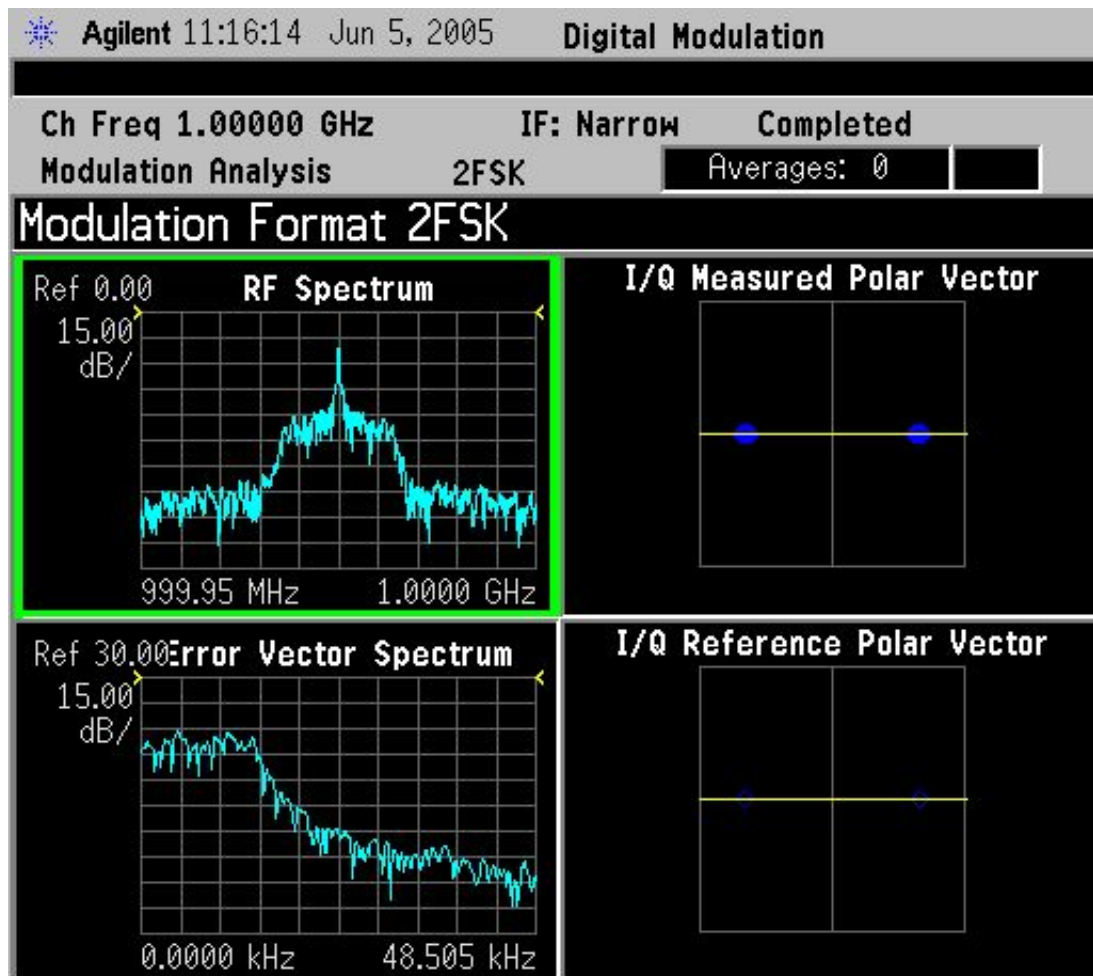 Agilent 11:16:14 Jun 5, 2005 Digital Modulation
Ch Freq 1.00000 GHz IF: Narrow Completed
Modulation Analysis 2FSK Averages: 0
Modulation Format 2FSK
Ref 0.00 RF Spectrum
15.00
dB/
999.95 MHz 1.0000 GHz
I/Q Measured Polar Vector
Ref 30.00 Error Vector Spectrum
15.00
dB/
0.0000 kHz 48.505 kHz
I/Q Reference Polar Vector